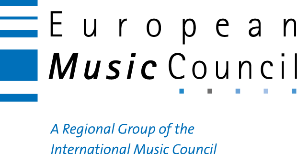 European
Music Council
A Regional Group of the
International Music Council